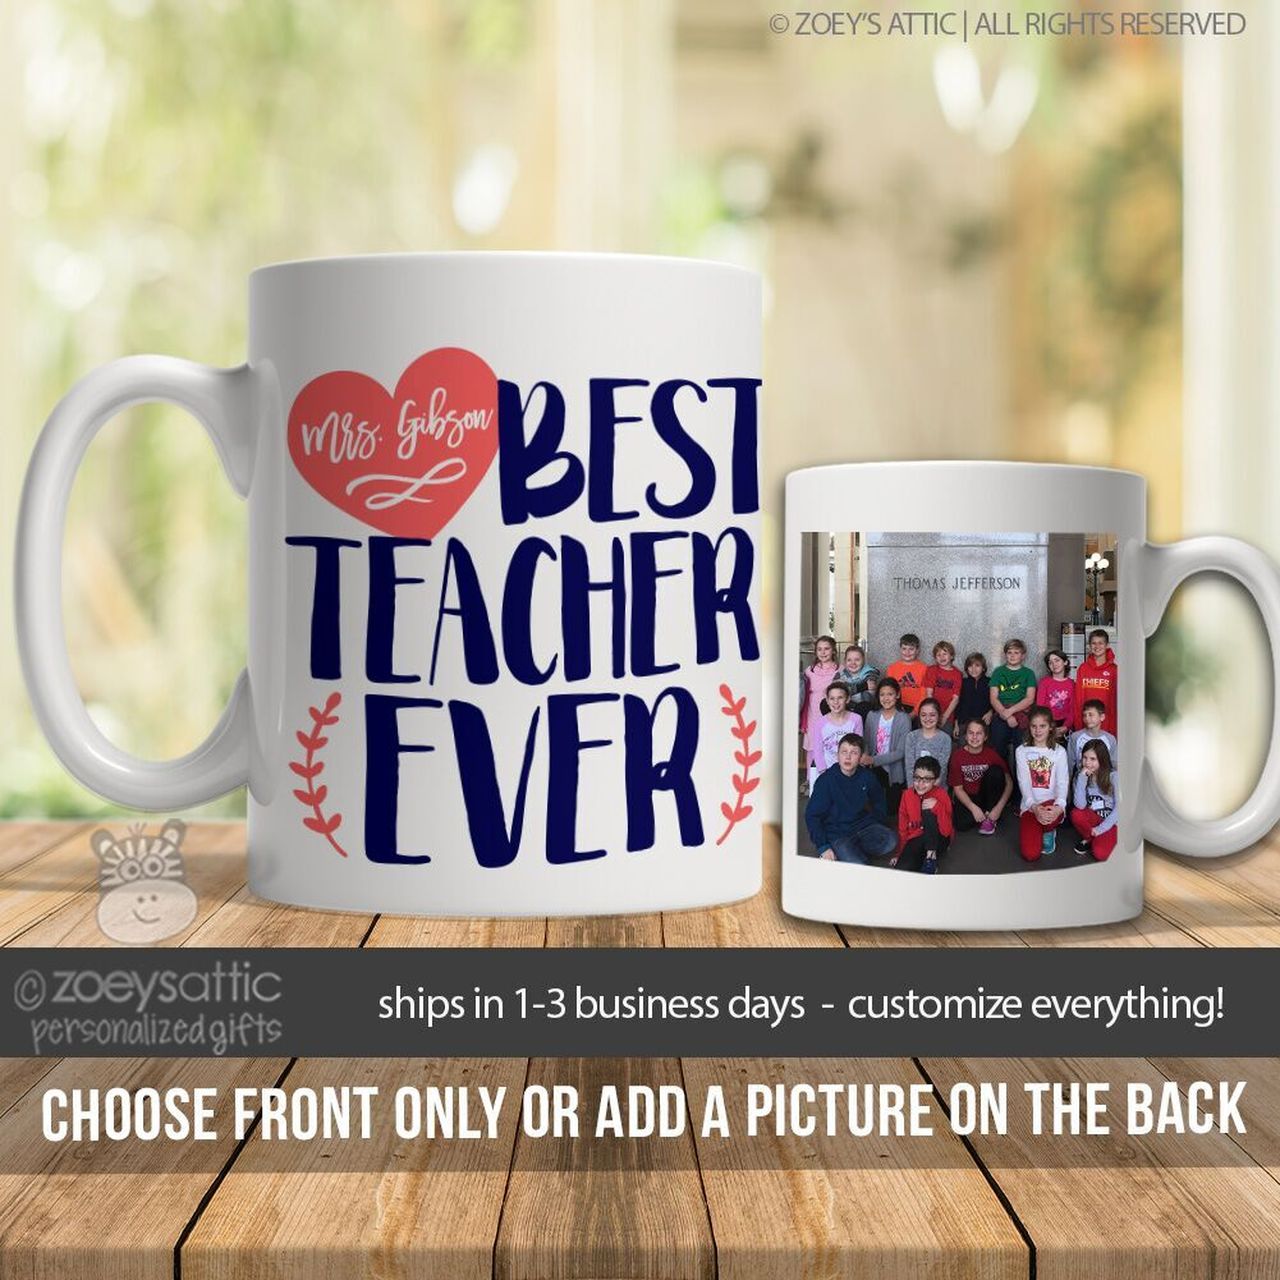 © ZOEY'S ATTIC | ALL RIGHTS RESERVED
Mrs. Gibson
BEST
TEACHER
EVER
THOMAS JEFFERSON
CHIEFS
© zoeysattic
personalized gifts
ships in 1-3 business days - customize everything!
CHOOSE FRONT ONLY OR ADD A PICTURE ON THE BACK